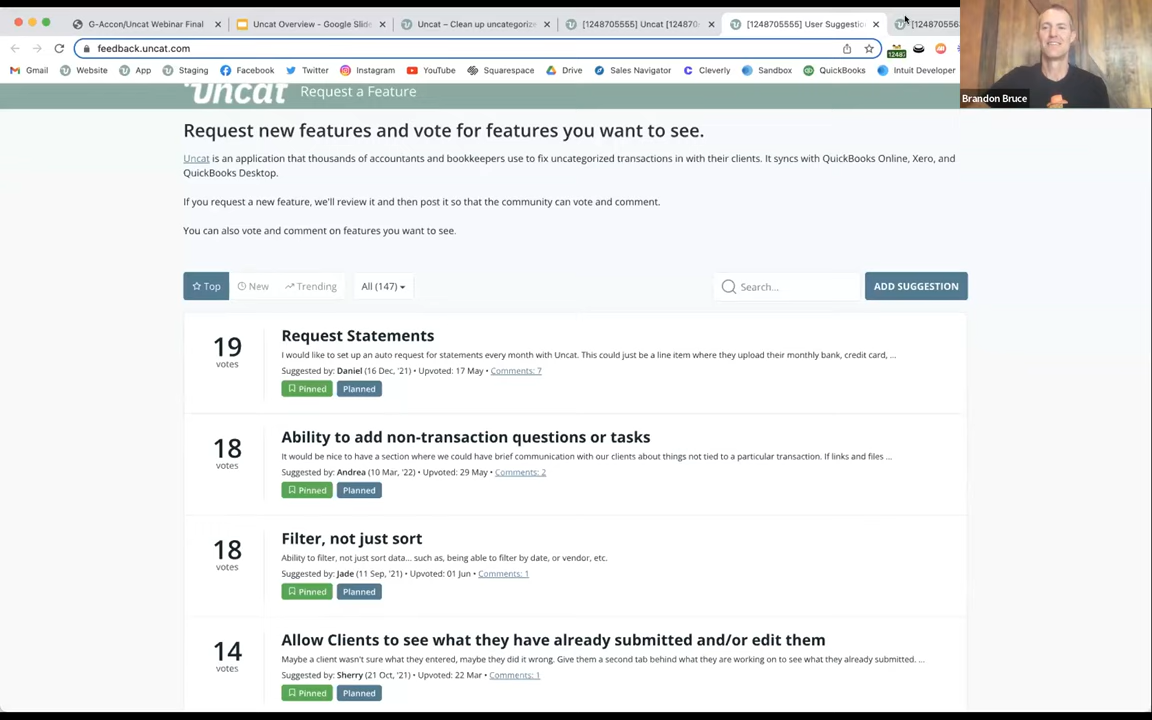 G-Accon/Uncat Webinar Final
Uncat Overview - Google Slide
Uncat – Clean up uncategoriz
[1248705555] Uncat [124870
[1248705555] User Suggestio
[1248705563
feedback.uncat.com
12480
Gmail Website App Staging Facebook Twitter Instagram YouTube Squarespace Drive Sales Navigator Cleverly Sandbox QuickBooks Intuit Developer
Brandon Bruce
uncat Request a Feature
Request new features and vote for features you want to see.
Uncat is an application that thousands of accountants and bookkeepers use to fix uncategorized transactions in with their clients. It syncs with QuickBooks Online, Xero, and
QuickBooks Desktop.
If you request a new feature, we'll review it and then post it so that the community can vote and comment.
You can also vote and comment on features you want to see.
Top New Trending All (147) Search... ADD SUGGESTION
19
votes
Request Statements
I would like to set up an auto request for statements every month with Uncat. This could just be a line item where they upload their monthly bank, credit card, ...
Suggested by: Daniel (16 Dec, '21) • Upvoted: 17 May • Comments: 7
Pinned Planned
18
votes
Ability to add non-transaction questions or tasks
It would be nice to have a section where we could have brief communication with our clients about things not tied to a particular transaction. If links and files ...
Suggested by: Andrea (10 Mar, '22) • Upvoted: 29 May • Comments: 2
Pinned Planned
18
votes
Filter, not just sort
Ability to filter, not just sort data... such as, being able to filter by date, or vendor, etc.
Suggested by: Jade (11 Sep, '21) • Upvoted: 01 Jun • Comments: 1
Pinned Planned
14
votes
Allow Clients to see what they have already submitted and/or edit them
Maybe a client wasn't sure what they entered, maybe they did it wrong. Give them a second tab behind what they are working on to see what they already submitted. ...
Suggested by: Sherry (21 Oct, '21) • Upvoted: 22 Mar • Comments: 1
Pinned Planned